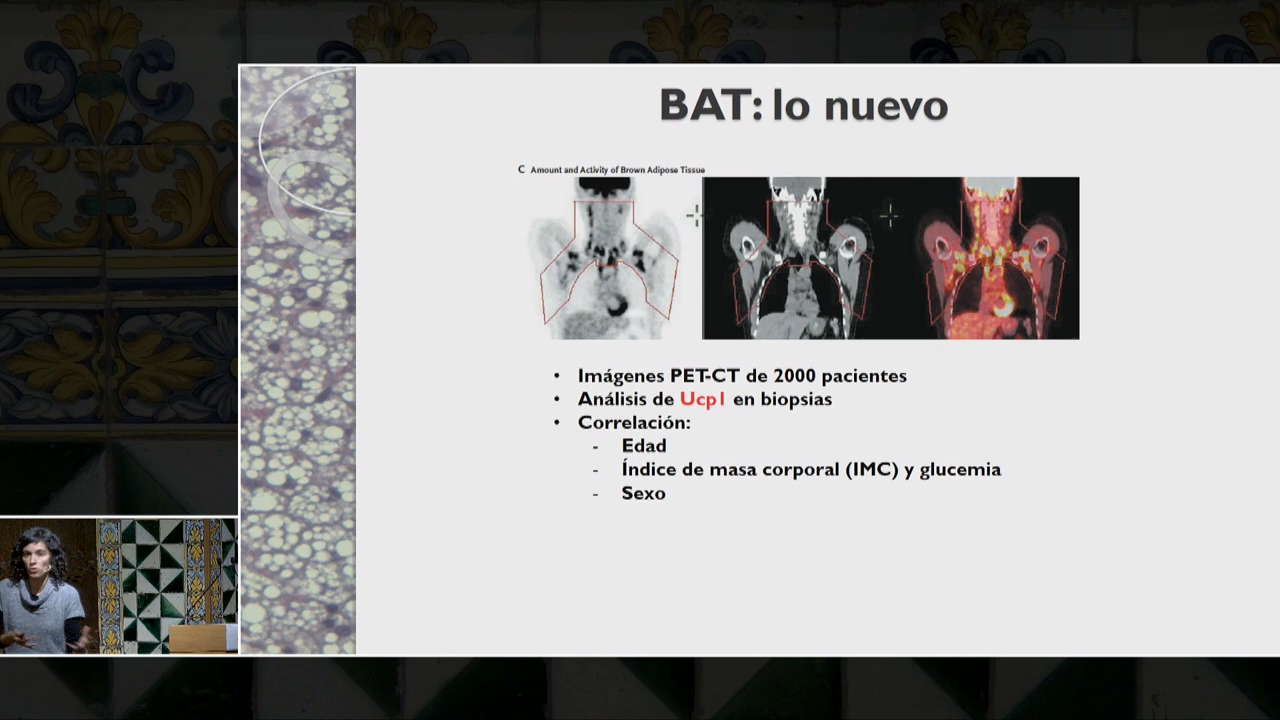 BAT: lo nuevo
C Amount and Activity of Brown Adipose Tissue
• Imágenes PET-CT de 2000 pacientes
• Análisis de Ucp1 en biopsias
• Correlación:
- Edad
- Índice de masa corporal (IMC) y glucemia
- Sexo